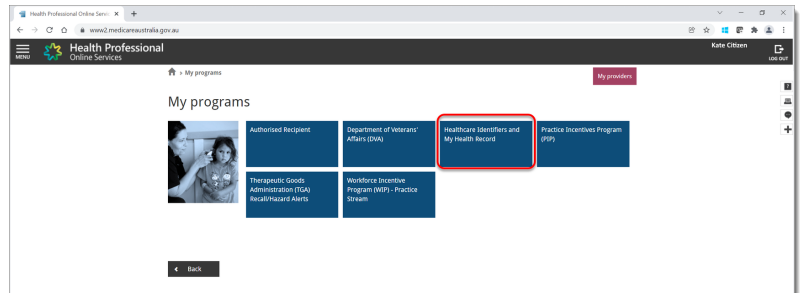 Health Professional Online Servic
www2.medicareaustralia.gov.au
MENU
Health Professional
Online Services
Kate Citizen
LOG OUT
» My programs
My providers
My programs
Authorised Recipient
Department of Veterans'
Affairs (DVA)
Healthcare Identifiers and
My Health Record
Practice Incentives Program
(PIP)
Therapeutic Goods
Administration (TGA)
Recall/Hazard Alerts
Workforce Incentive
Program (WIP) - Practice
Stream
Back